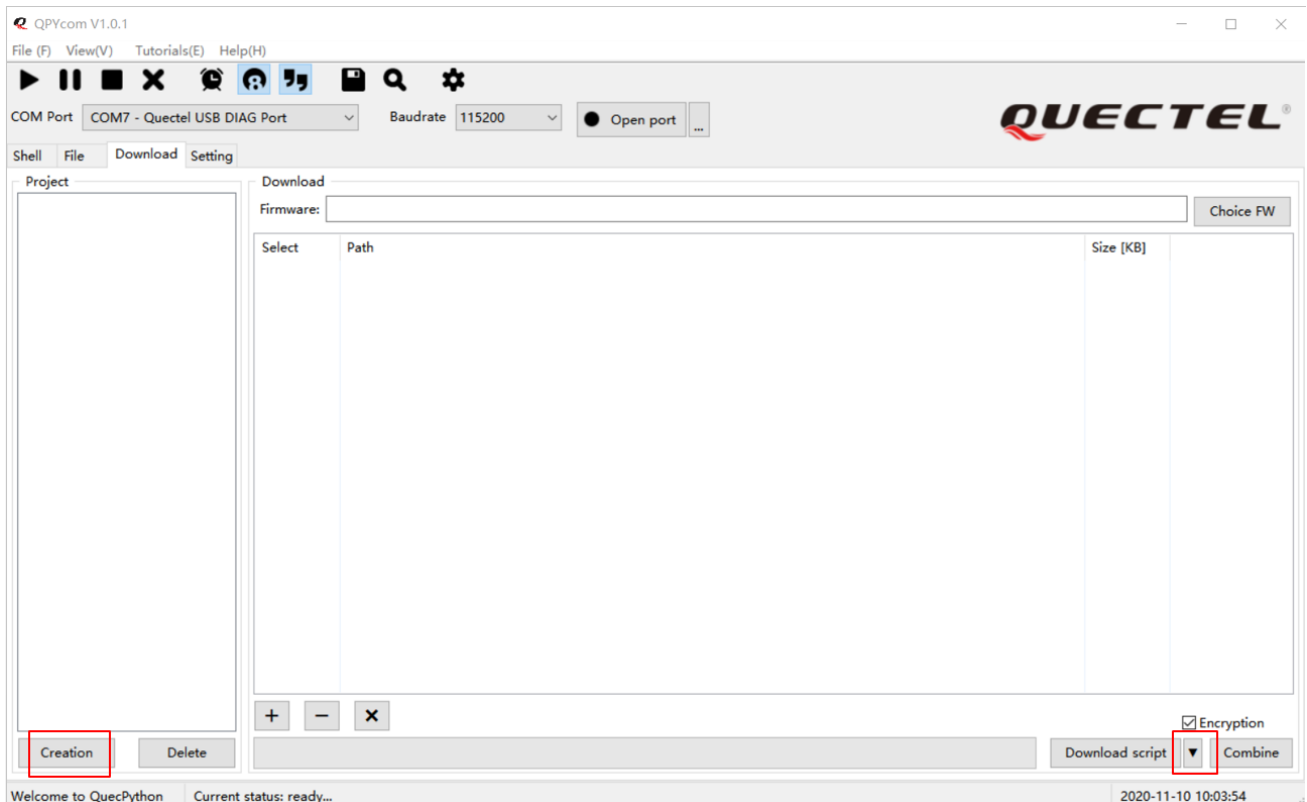 QPYcom V1.0.1
File (F) View(V) Tutorials(E) Help(H)
COM Port COM7 - Quectel USB DIAG Port Baudrate 115200 Open port ...
QUECTEL®
Shell File Download Setting
Project Download
Firmware: Choice FW
Select Path Size [KB]
+ − × Encryption
Creation Delete Download script ▼ Combine
Welcome to QuecPython Current status: ready... 2020-11-10 10:03:54